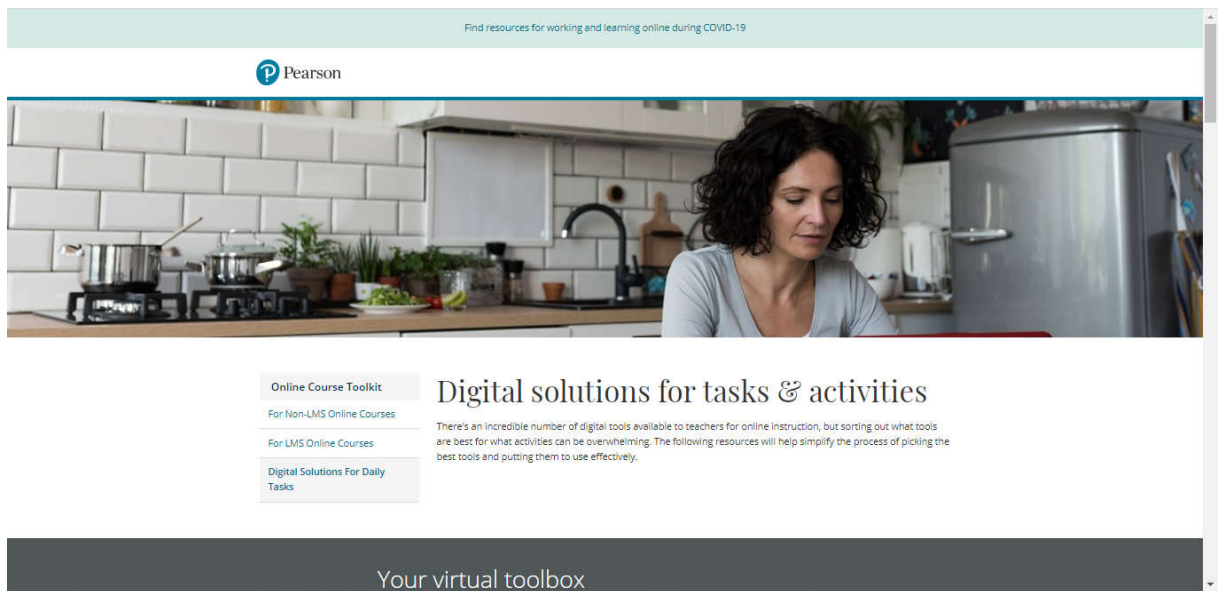 Find resources for working and learning online during COVID-19
Pearson
Online Course Toolkit
For Non-LMS Online Courses
For LMS Online Courses
Digital Solutions For Daily
Tasks
Digital solutions for tasks & activities
There's an incredible number of digital tools available to teachers for online instruction, but sorting out what tools
are best for what activities can be overwhelming. The following resources will help simplify the process of picking the
best tools and putting them to use effectively.
Your virtual toolbox